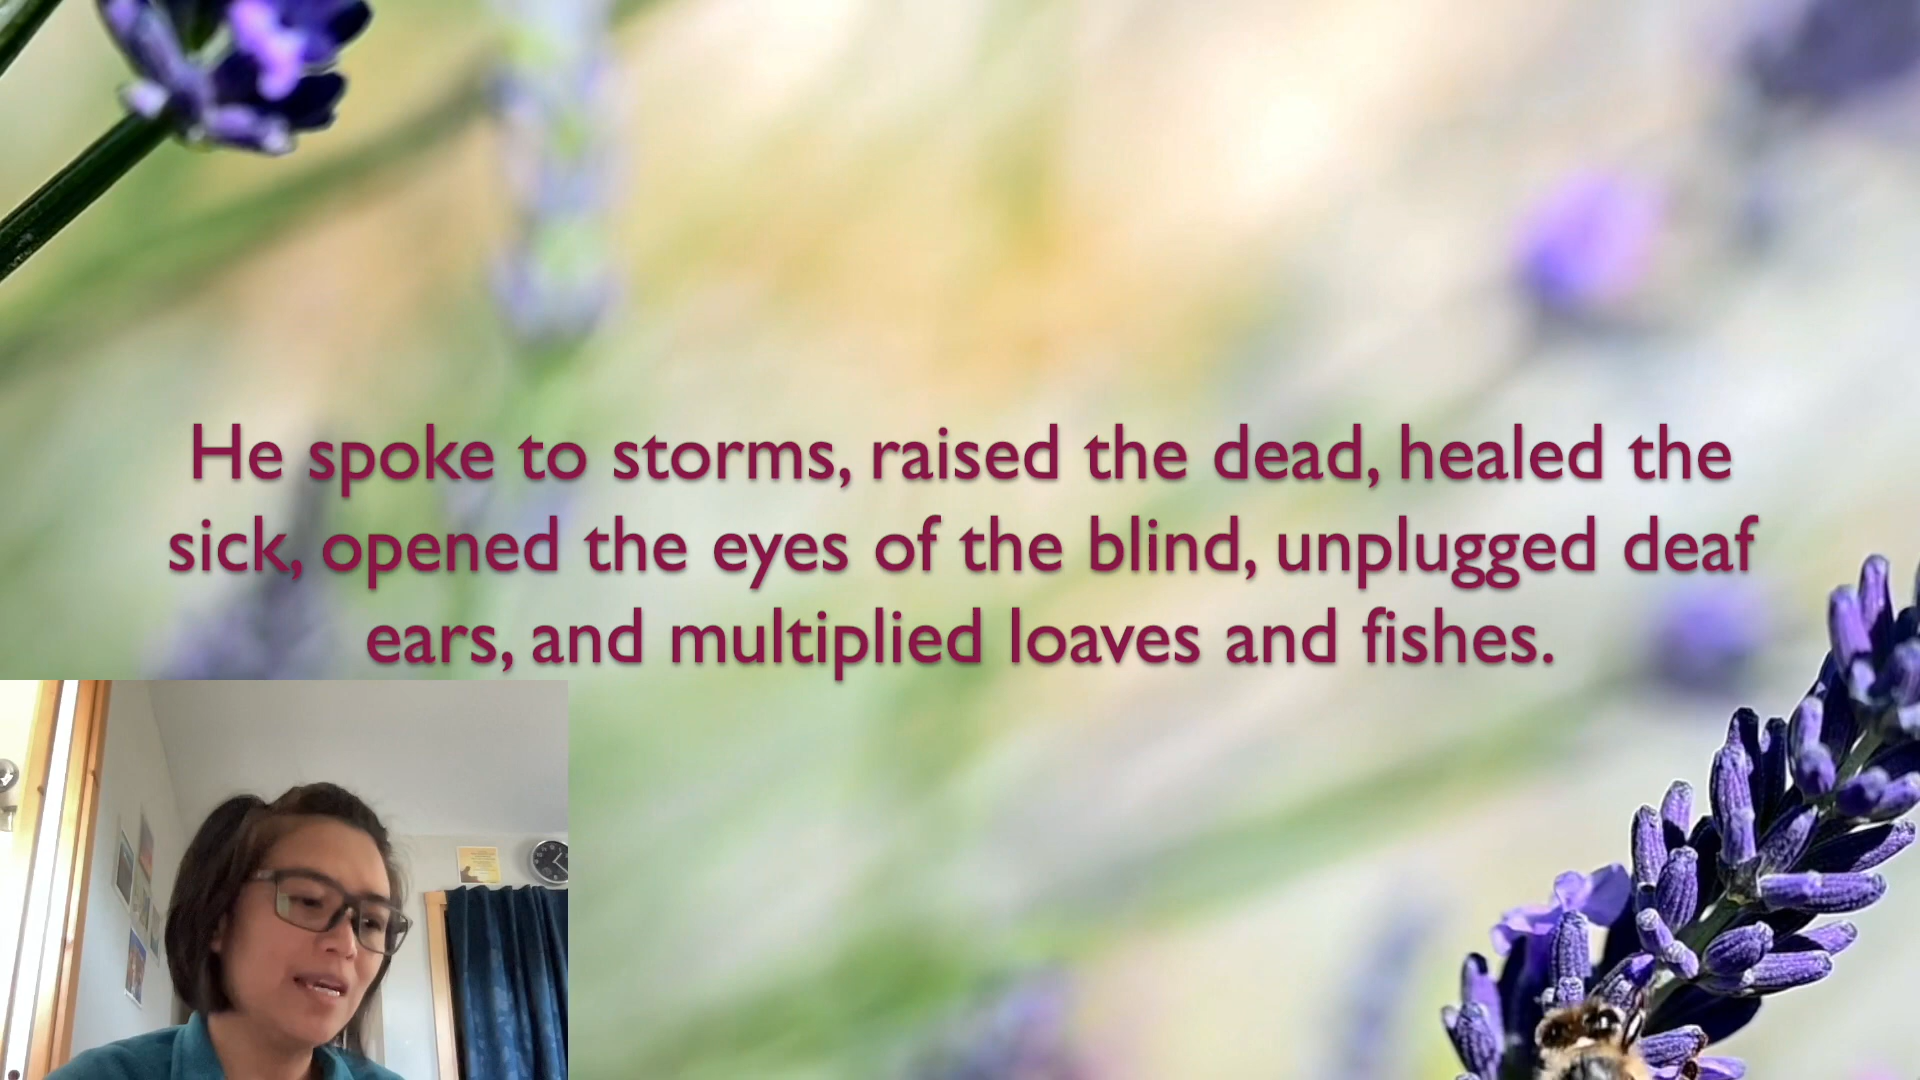 He spoke to storms, raised the dead, healed the
sick, opened the eyes of the blind, unplugged deaf
ears, and multiplied loaves and fishes.